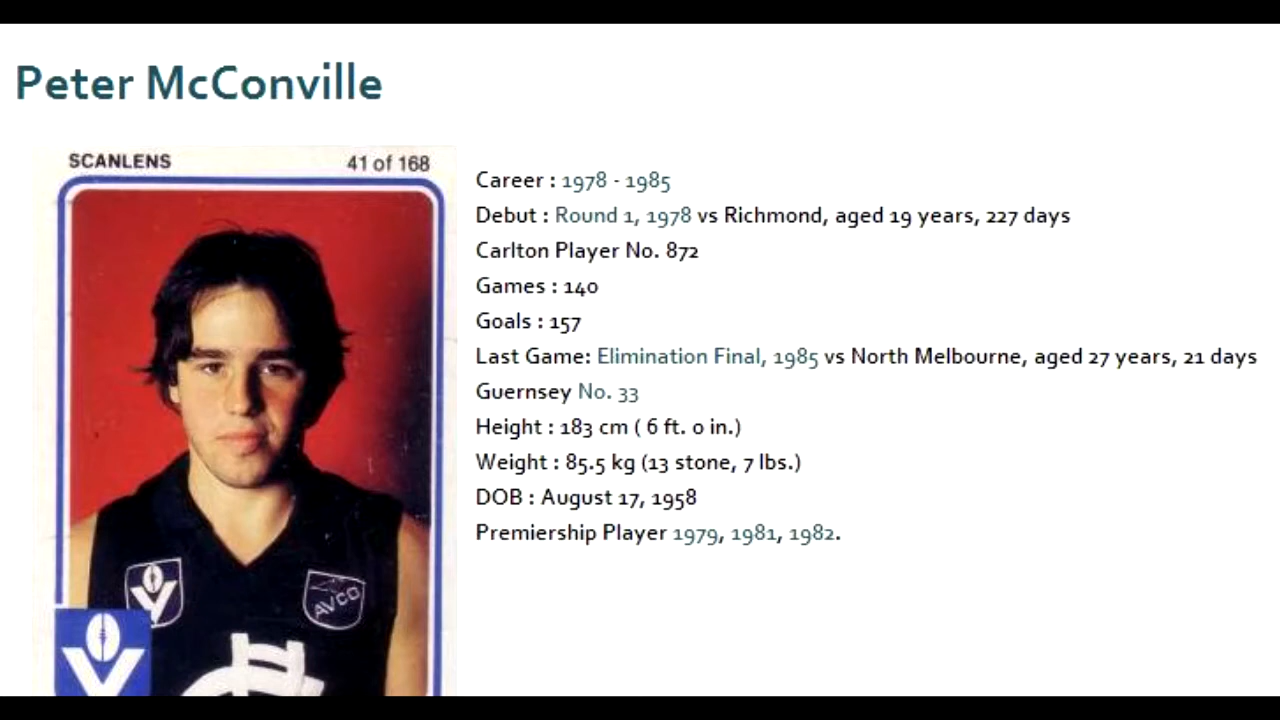 Peter McConville
SCANLENS 41 of 168
Career : 1978 - 1985
Debut : Round 1, 1978 vs Richmond, aged 19 years, 227 days
Carlton Player No. 872
Games : 140
Goals : 157
Last Game: Elimination Final, 1985 vs North Melbourne, aged 27 years, 21 days
Guernsey No. 33
Height : 183 cm ( 6 ft. 0 in.)
Weight : 85.5 kg (13 stone, 7 lbs.)
DOB : August 17, 1958
Premiership Player 1979, 1981, 1982.
AVCO